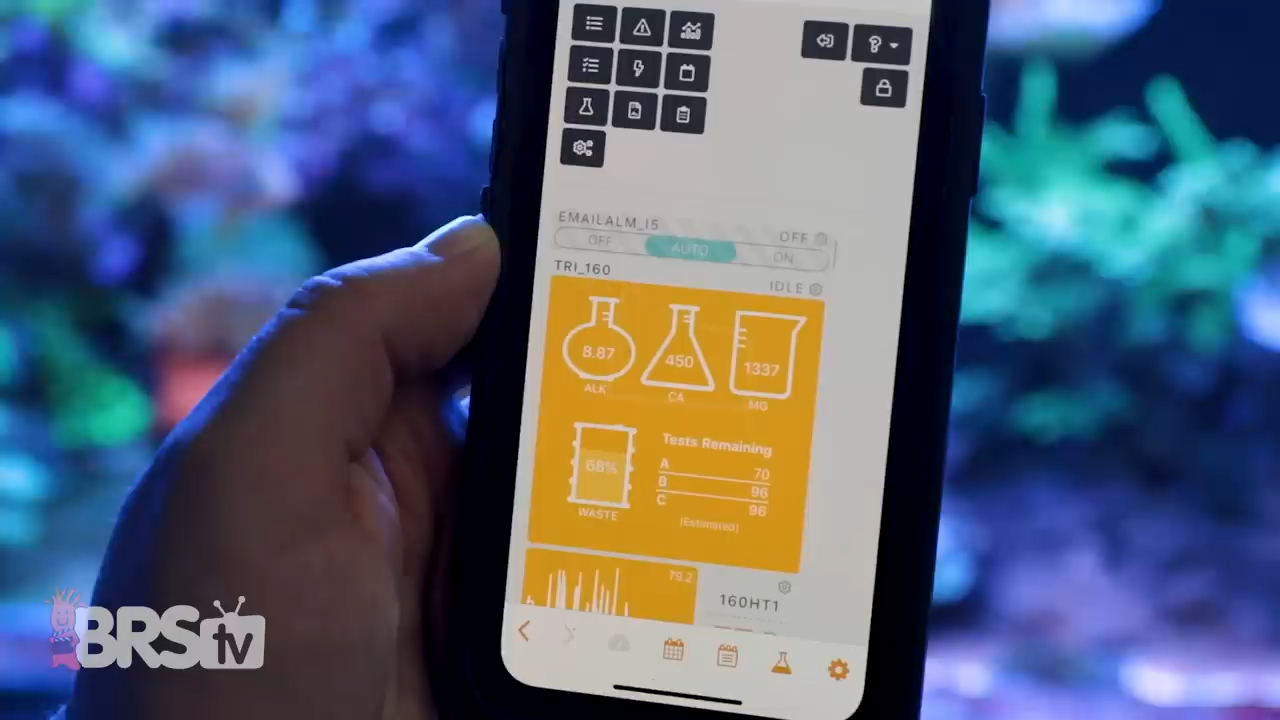 EMAILALM_I5
OFF
OFF
AUTO
ON
TRI_160
IDLE
8.87
450
1337
ALK
CA
MG
68%
WASTE
Tests Remaining
A 70
B 96
C 96
(Estimated)
79.2
160HT1
BRStv